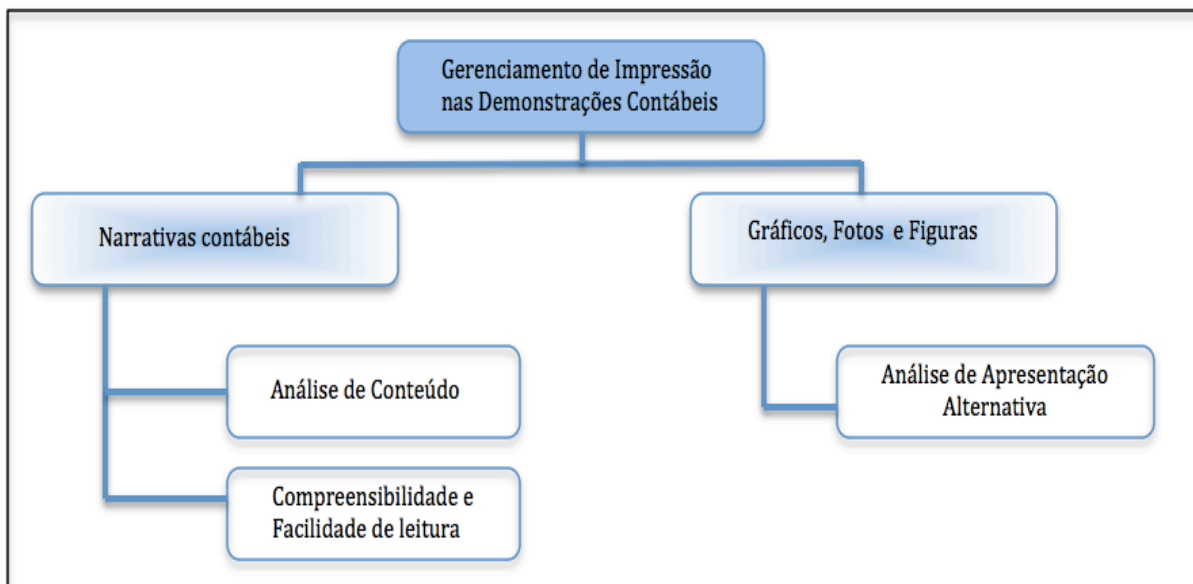 Gerenciamento de Impressão
nas Demonstrações Contábeis
Narrativas contábeis
Gráficos, Fotos e Figuras
Análise de Conteúdo
Análise de Apresentação
Alternativa
Compreensibilidade e
Facilidade de leitura